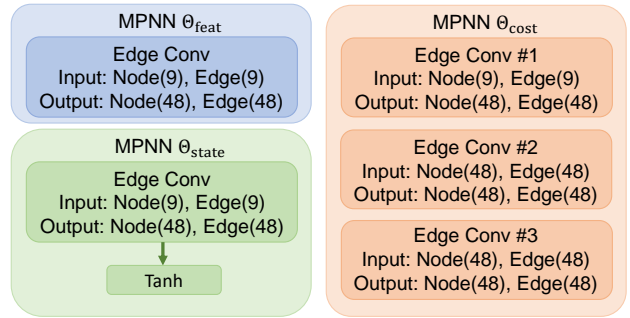 MPNN Θfeat
Edge Conv
Input: Node(9), Edge(9)
Output: Node(48), Edge(48)
MPNN Θstate
Edge Conv
Input: Node(9), Edge(9)
Output: Node(48), Edge(48)
Tanh
MPNN Θcost
Edge Conv #1
Input: Node(9), Edge(9)
Output: Node(48), Edge(48)
Edge Conv #2
Input: Node(48), Edge(48)
Output: Node(48), Edge(48)
Edge Conv #3
Input: Node(48), Edge(48)
Output: Node(48), Edge(48)